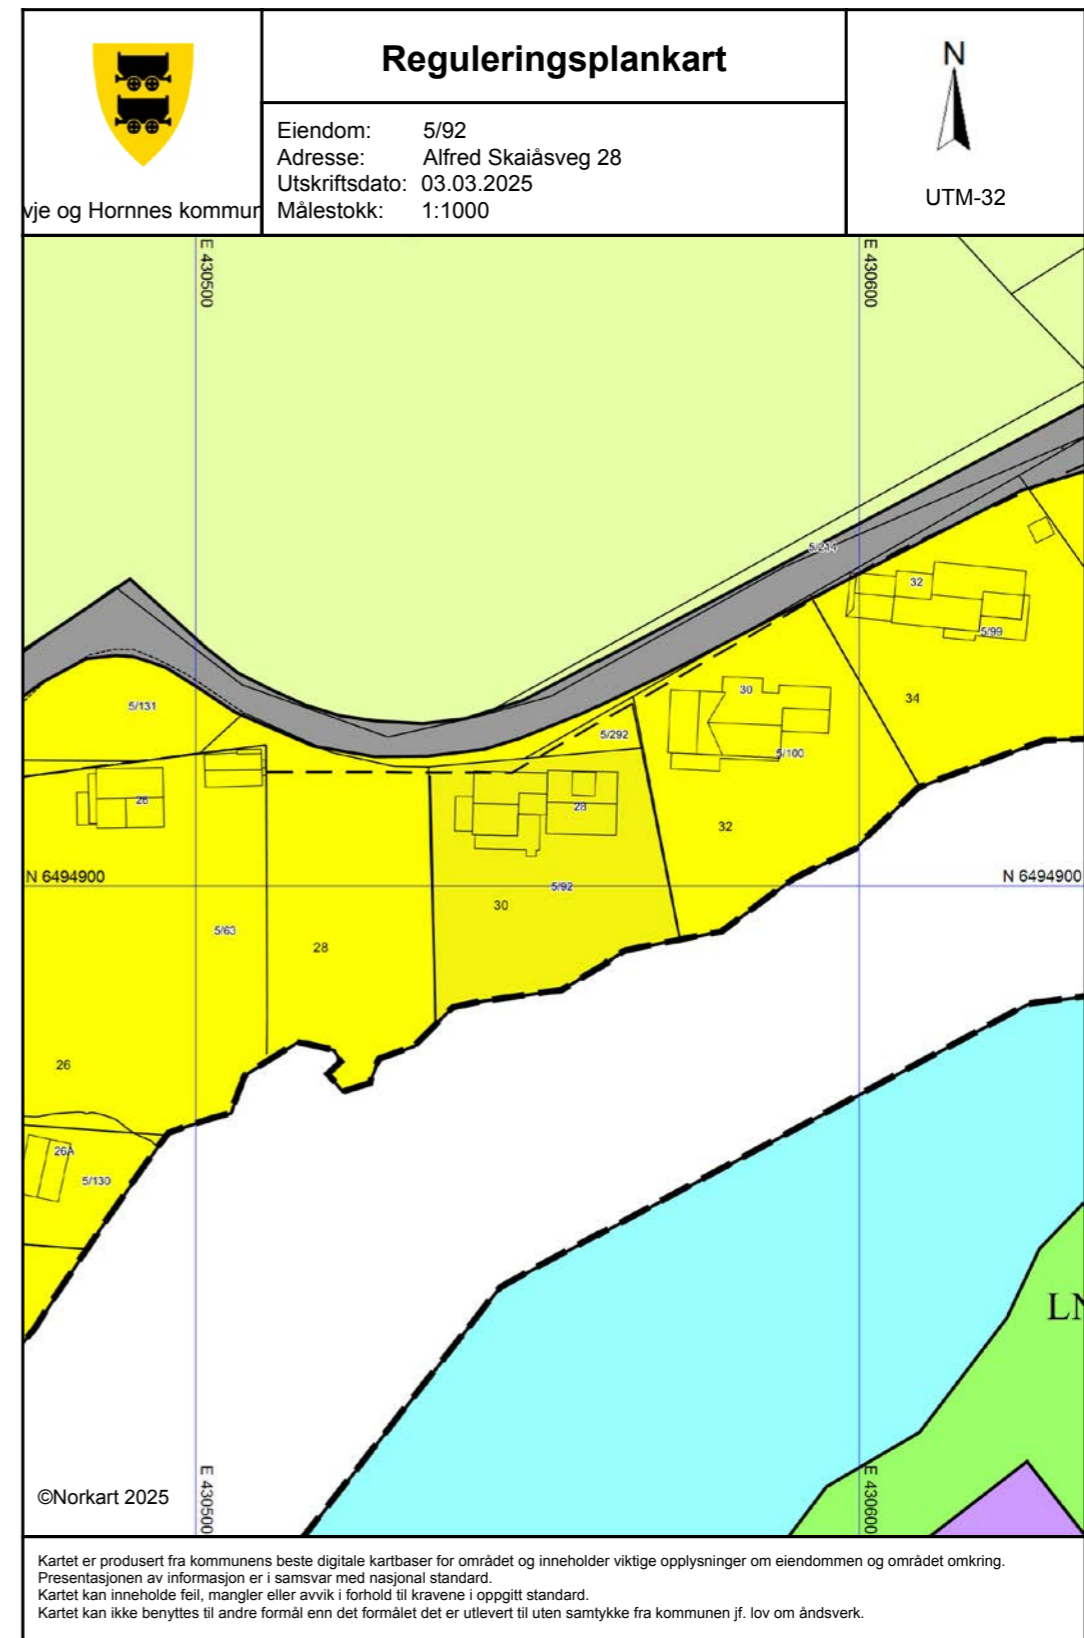 Reguleringsplankart
N
Eiendom: 5/92
Adresse: Alfred Skaiåsveg 28
Utskriftsdato: 03.03.2025
Målestokk: 1:1000
vje og Hornnes kommun
UTM-32
E 430500
E 430600
5/214
32
5/99
30
34
5/131
5/292
5/100
26
28
32
N 6494900
N 6494900
5/92
30
5/63
28
26
26A
5/130
LN
E 430500
E 430600
©Norkart 2025
Kartet er produsert fra kommunens beste digitale kartbaser for området og inneholder viktige opplysninger om eiendommen og området omkring.
Presentasjonen av informasjon er i samsvar med nasjonal standard.
Kartet kan inneholde feil, mangler eller avvik i forhold til kravene i oppgitt standard.
Kartet kan ikke benyttes til andre formål enn det formålet det er utlevert til uten samtykke fra kommunen jf. lov om åndsverk.